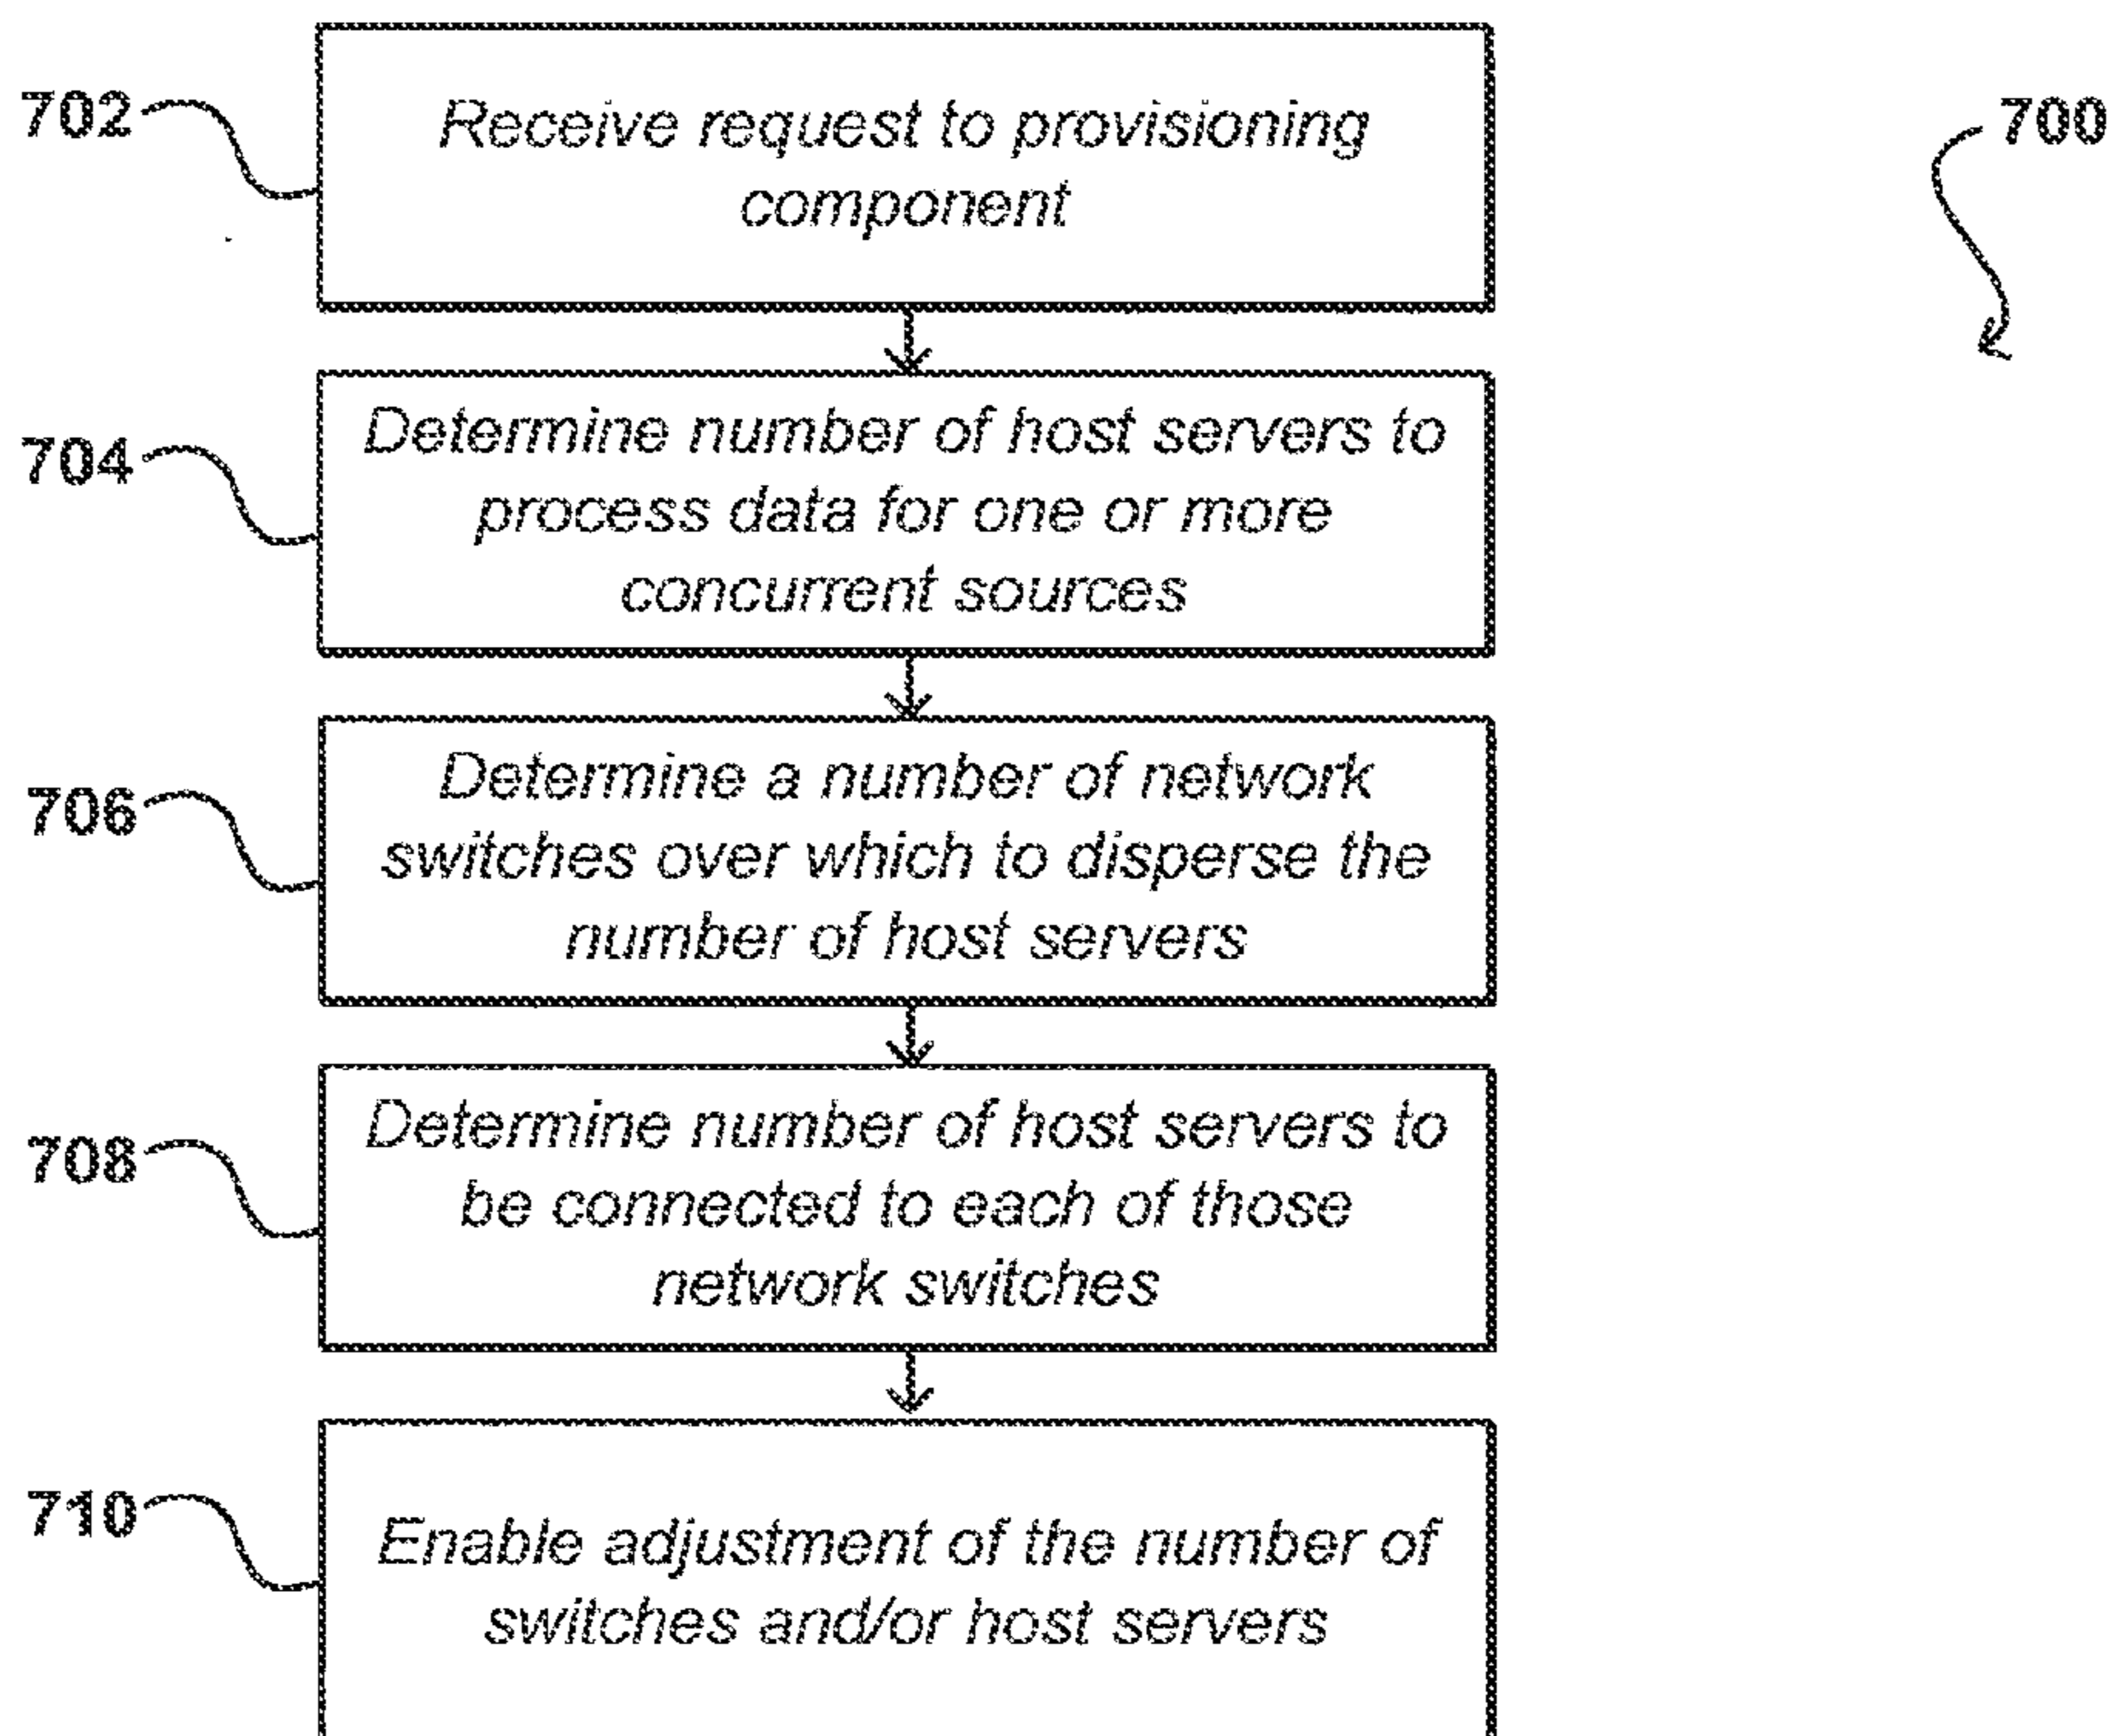 702
Receive request to provisioning
component
700
704
Determine number of host servers to
process data for one or more
concurrent sources
706
Determine a number of network
switches over which to disperse the
number of host servers
708
Determine number of host servers to
be connected to each of those
network switches
710
Enable adjustment of the number of
switches and/or host servers